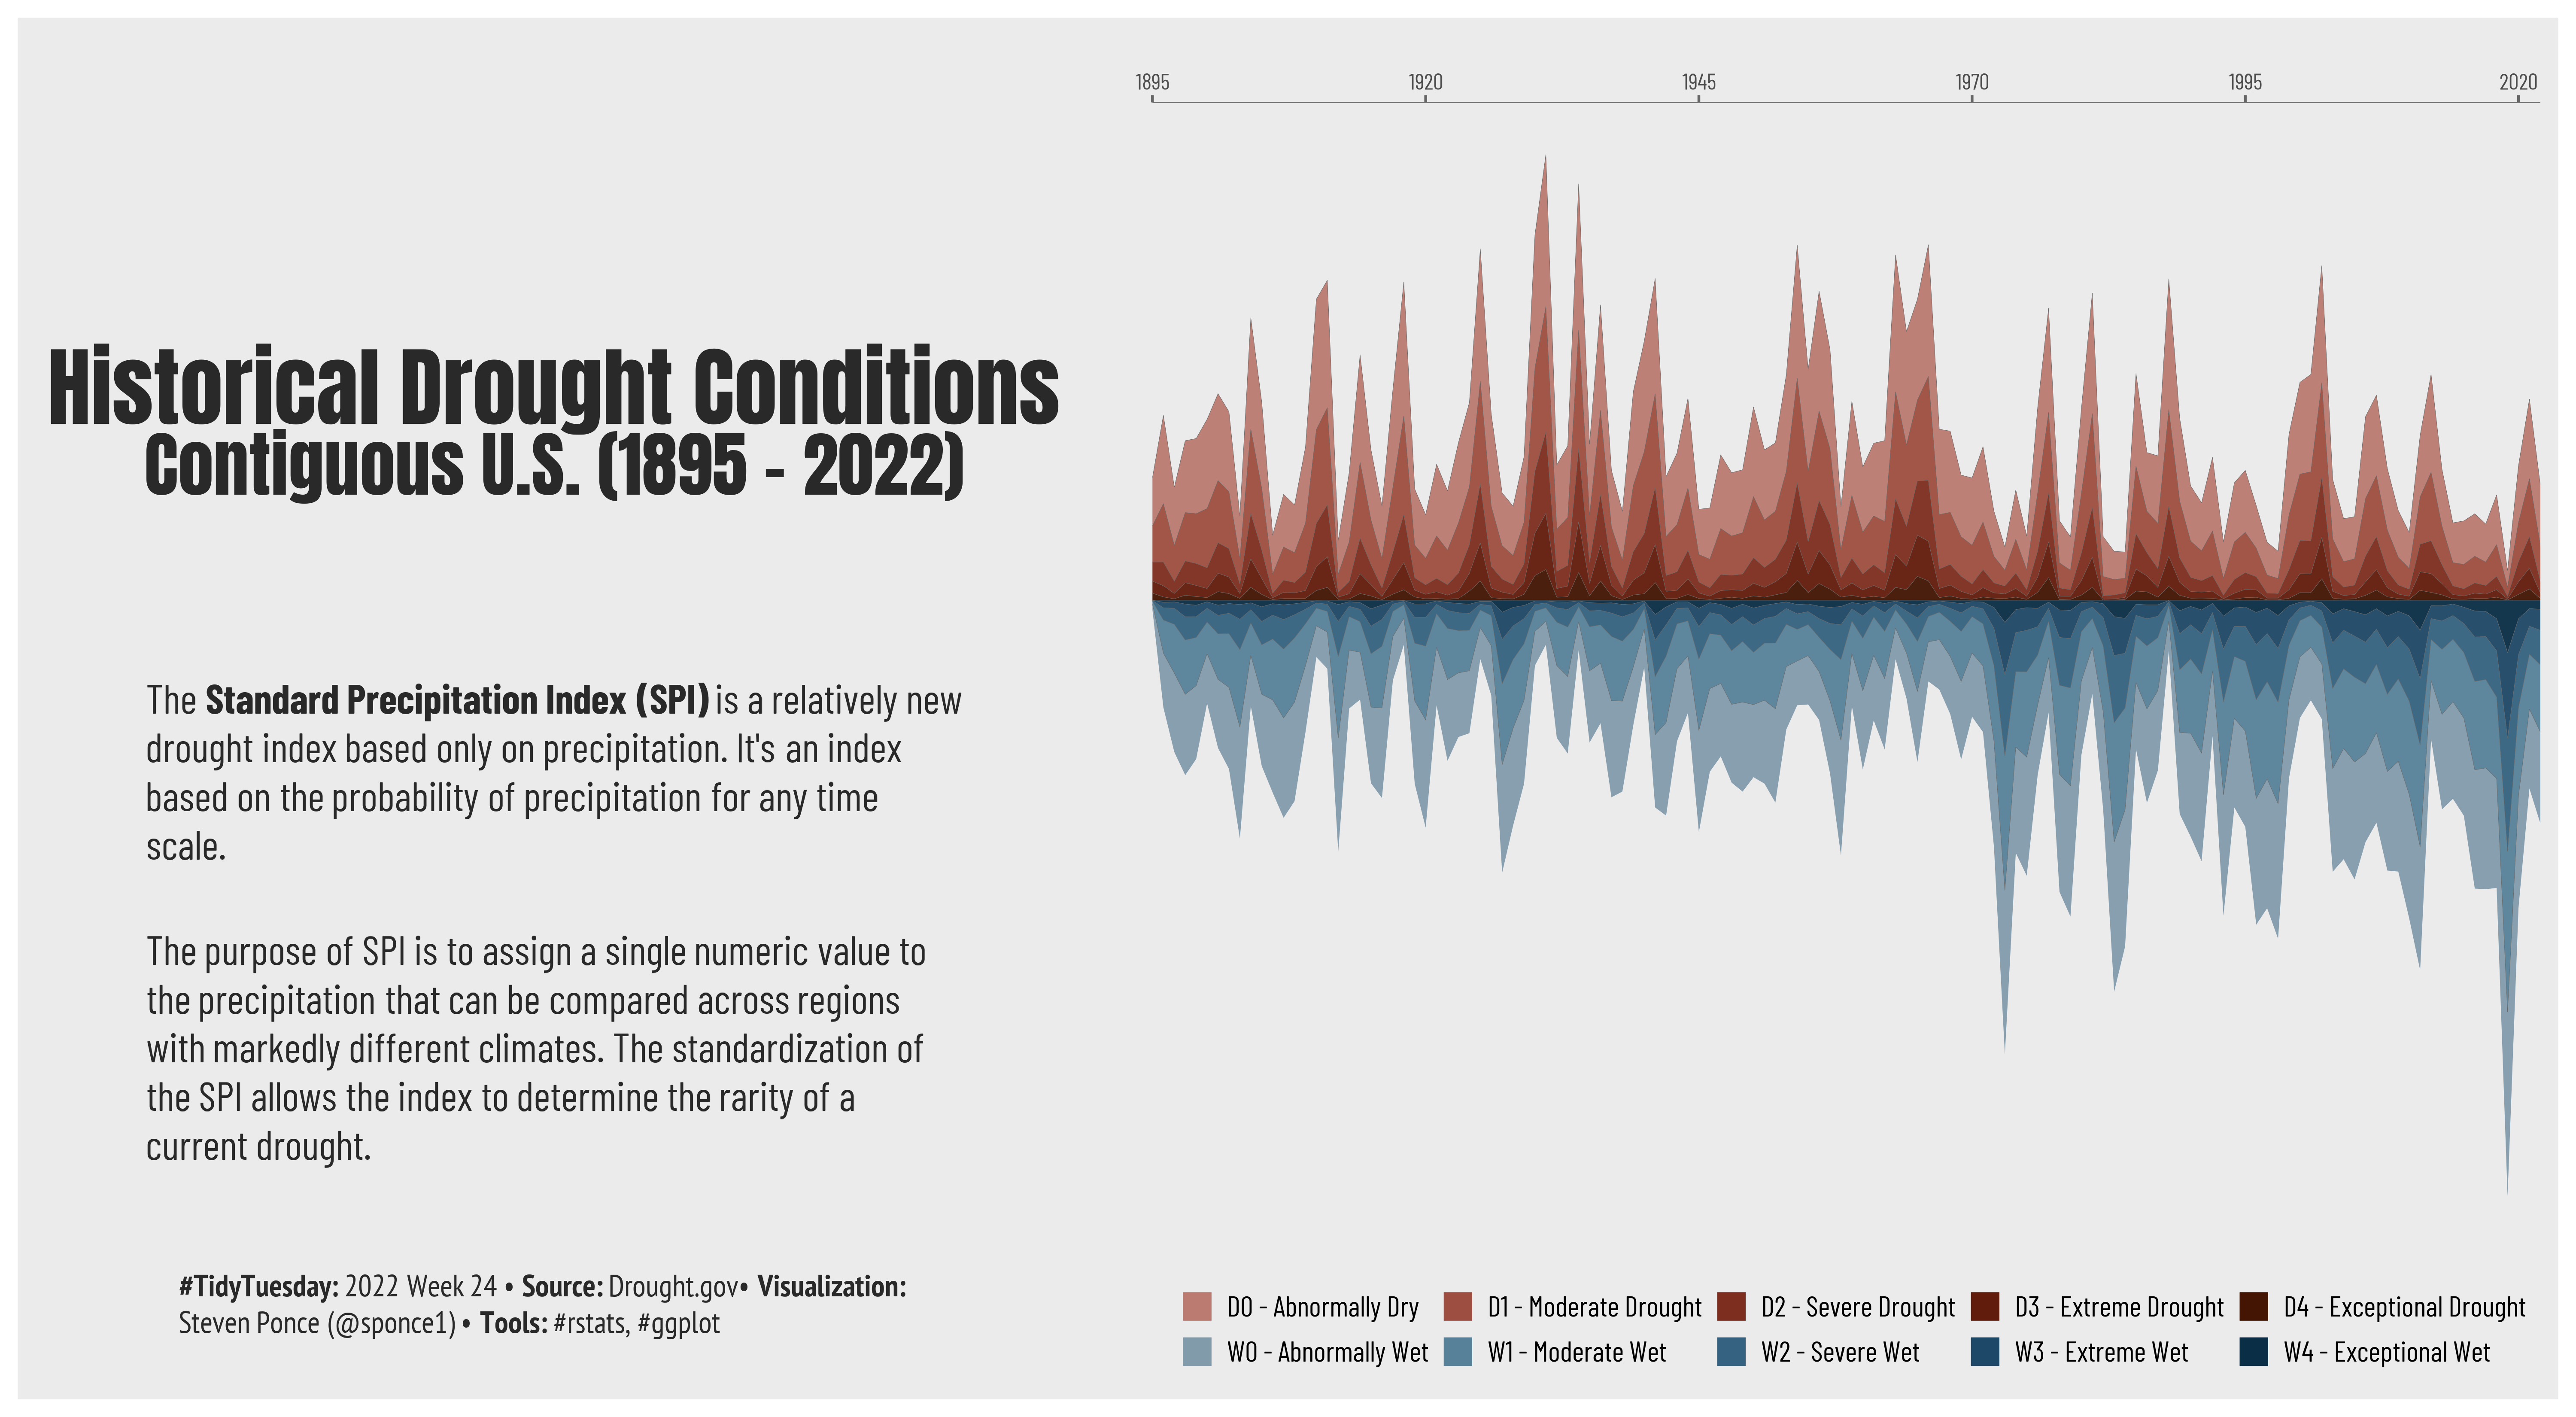 1895 1920 1945 1970 1995 2020
Historical Drought Conditions
Contiguous U.S. (1895 - 2022)
The Standard Precipitation Index (SPI) is a relatively new
drought index based only on precipitation. It's an index
based on the probability of precipitation for any time
scale.
The purpose of SPI is to assign a single numeric value to
the precipitation that can be compared across regions
with markedly different climates. The standardization of
the SPI allows the index to determine the rarity of a
current drought.
#TidyTuesday: 2022 Week 24 • Source: Drought.gov• Visualization:
Steven Ponce (@sponce1) • Tools: #rstats, #ggplot
D0 - Abnormally Dry D1 - Moderate Drought D2 - Severe Drought D3 - Extreme Drought D4 - Exceptional Drought
W0 - Abnormally Wet W1 - Moderate Wet W2 - Severe Wet W3 - Extreme Wet W4 - Exceptional Wet